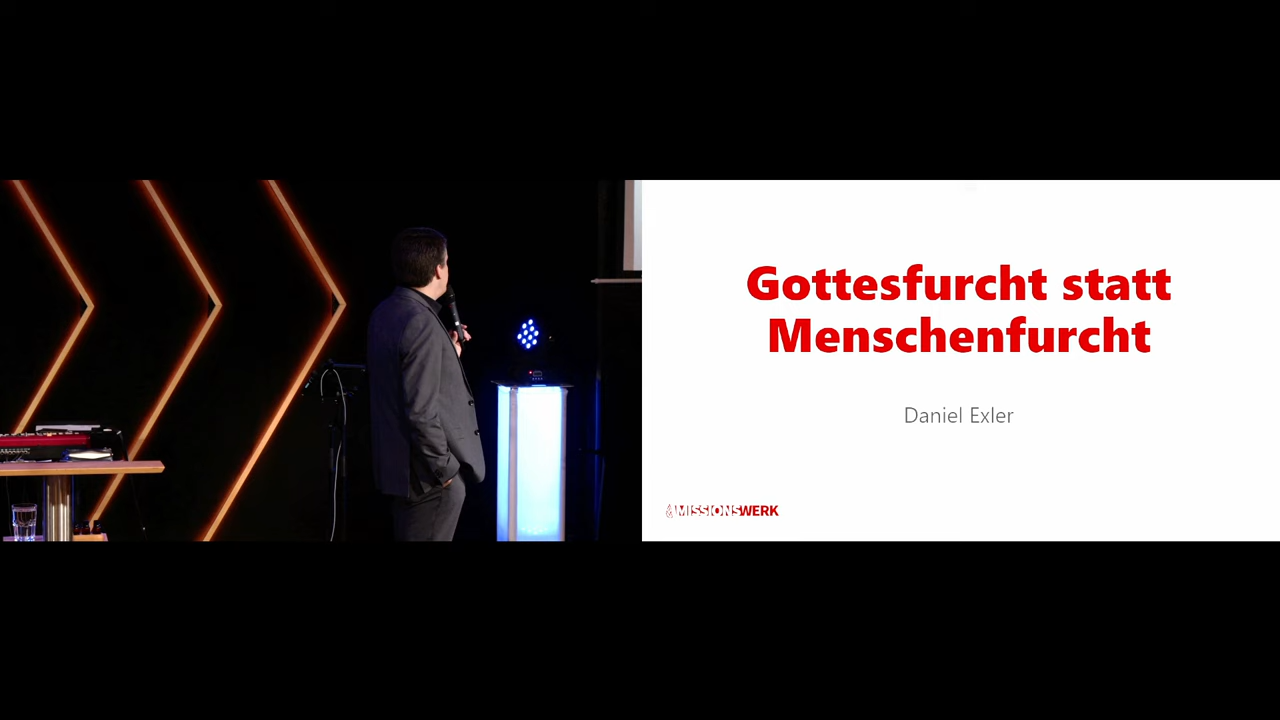 Gottesfurcht statt
Menschenfurcht
Daniel Exler
MISSIONSWERK